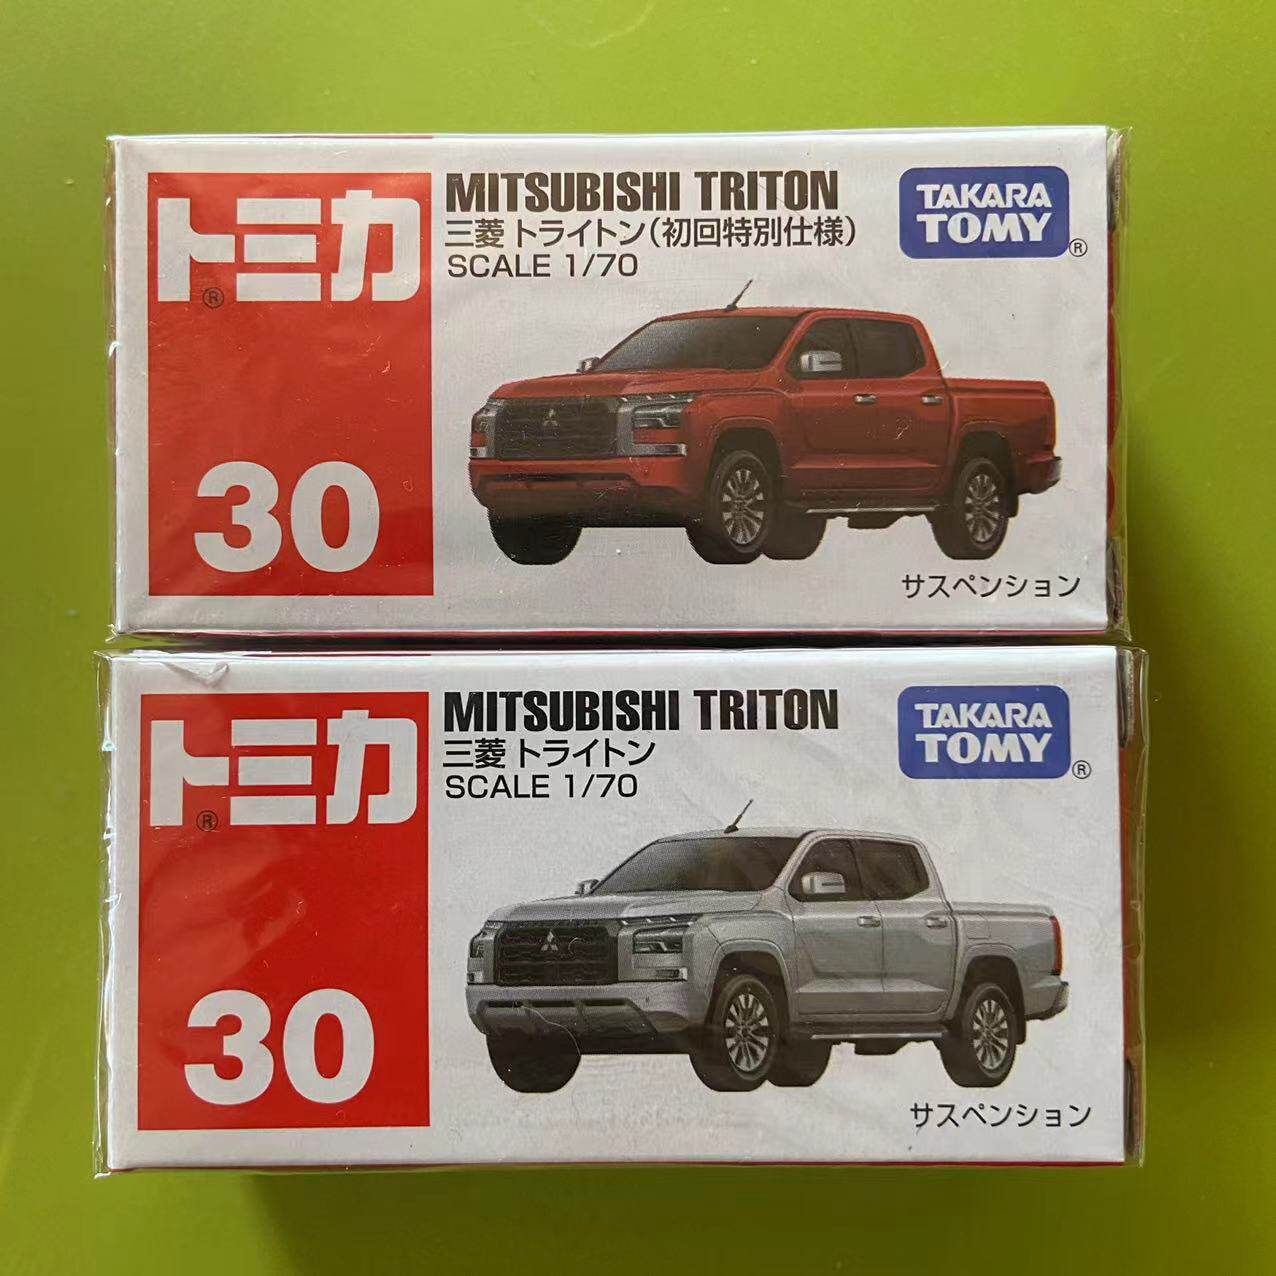 トミカ
®
30
MITSUBISHI TRITON
三菱 トライトン(初回特別仕様)
SCALE 1/70
TAKARA
TOMY
®
サスペンション
トミカ
®
30
MITSUBISHI TRITON
三菱 トライトン
SCALE 1/70
TAKARA
TOMY
®
サスペンション